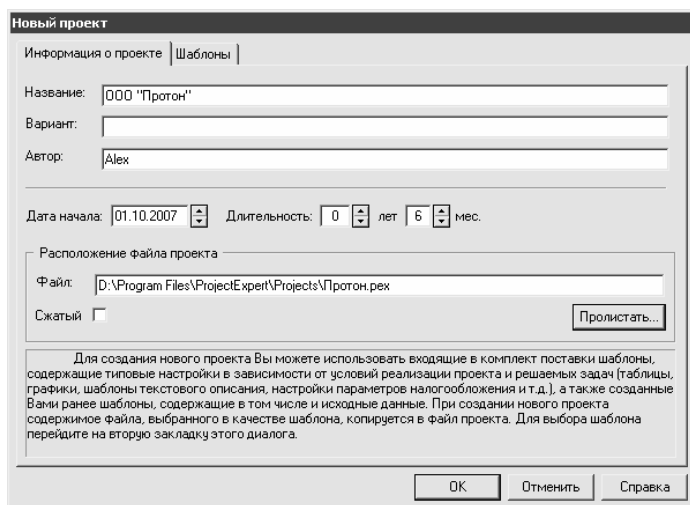 Новый проект
Информация о проекте Шаблоны
Название: ООО "Протон"
Вариант:
Автор: Alex
Дата начала: 01.10.2007 Длительность: 0 лет 6 мес.
Расположение файла проекта
Файл: D:\Program Files\ProjectExpert\Projects\Протон.pex
Сжатый Пролистать...
Для создания нового проекта Вы можете использовать входящие в комплект поставки шаблоны,
содержащие типовые настройки в зависимости от условий реализации проекта и решаемых задач (таблицы,
графики, шаблоны текстового описания, настройки параметров налогообложения и т.д.), а также созданные
Вами ранее шаблоны, содержащие в том числе и исходные данные. При создании нового проекта
содержимое файла, выбранного в качестве шаблона, копируется в файл проекта. Для выбора шаблона
перейдите на вторую закладку этого диалога.
OK Отменить Справка